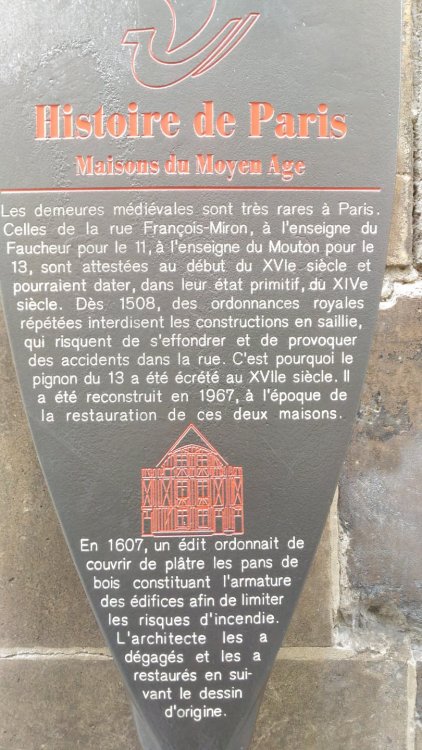 Histoire de Paris
Maisons du Moyen Age
Les demeures médiévales sont très rares à Paris.
Celles de la rue François-Miron, à l'enseigne du
Faucheur pour le 11, à l'enseigne du Mouton pour le
13, sont attestées au début du XVIe siècle et
pourraient dater, dans leur état primitif, du XIVe
siècle. Dès 1508, des ordonnances royales
répétées interdisent les constructions en saillie,
qui risquent de s'effondrer et de provoquer
des accidents dans la rue. C'est pourquoi le
pignon du 13 a été écrété au XVIIe siècle. Il
a été reconstruit en 1967, à l'époque de
la restauration de ces deux maisons.
En 1607, un édit ordonnait de
couvrir de plâtre les pans de
bois constituant l'armature
des édifices afin de limiter
les risques d'incendie.
L'architecte les a
dégagés et les a
restaurés en sui-
vant le dessin
d'origine.